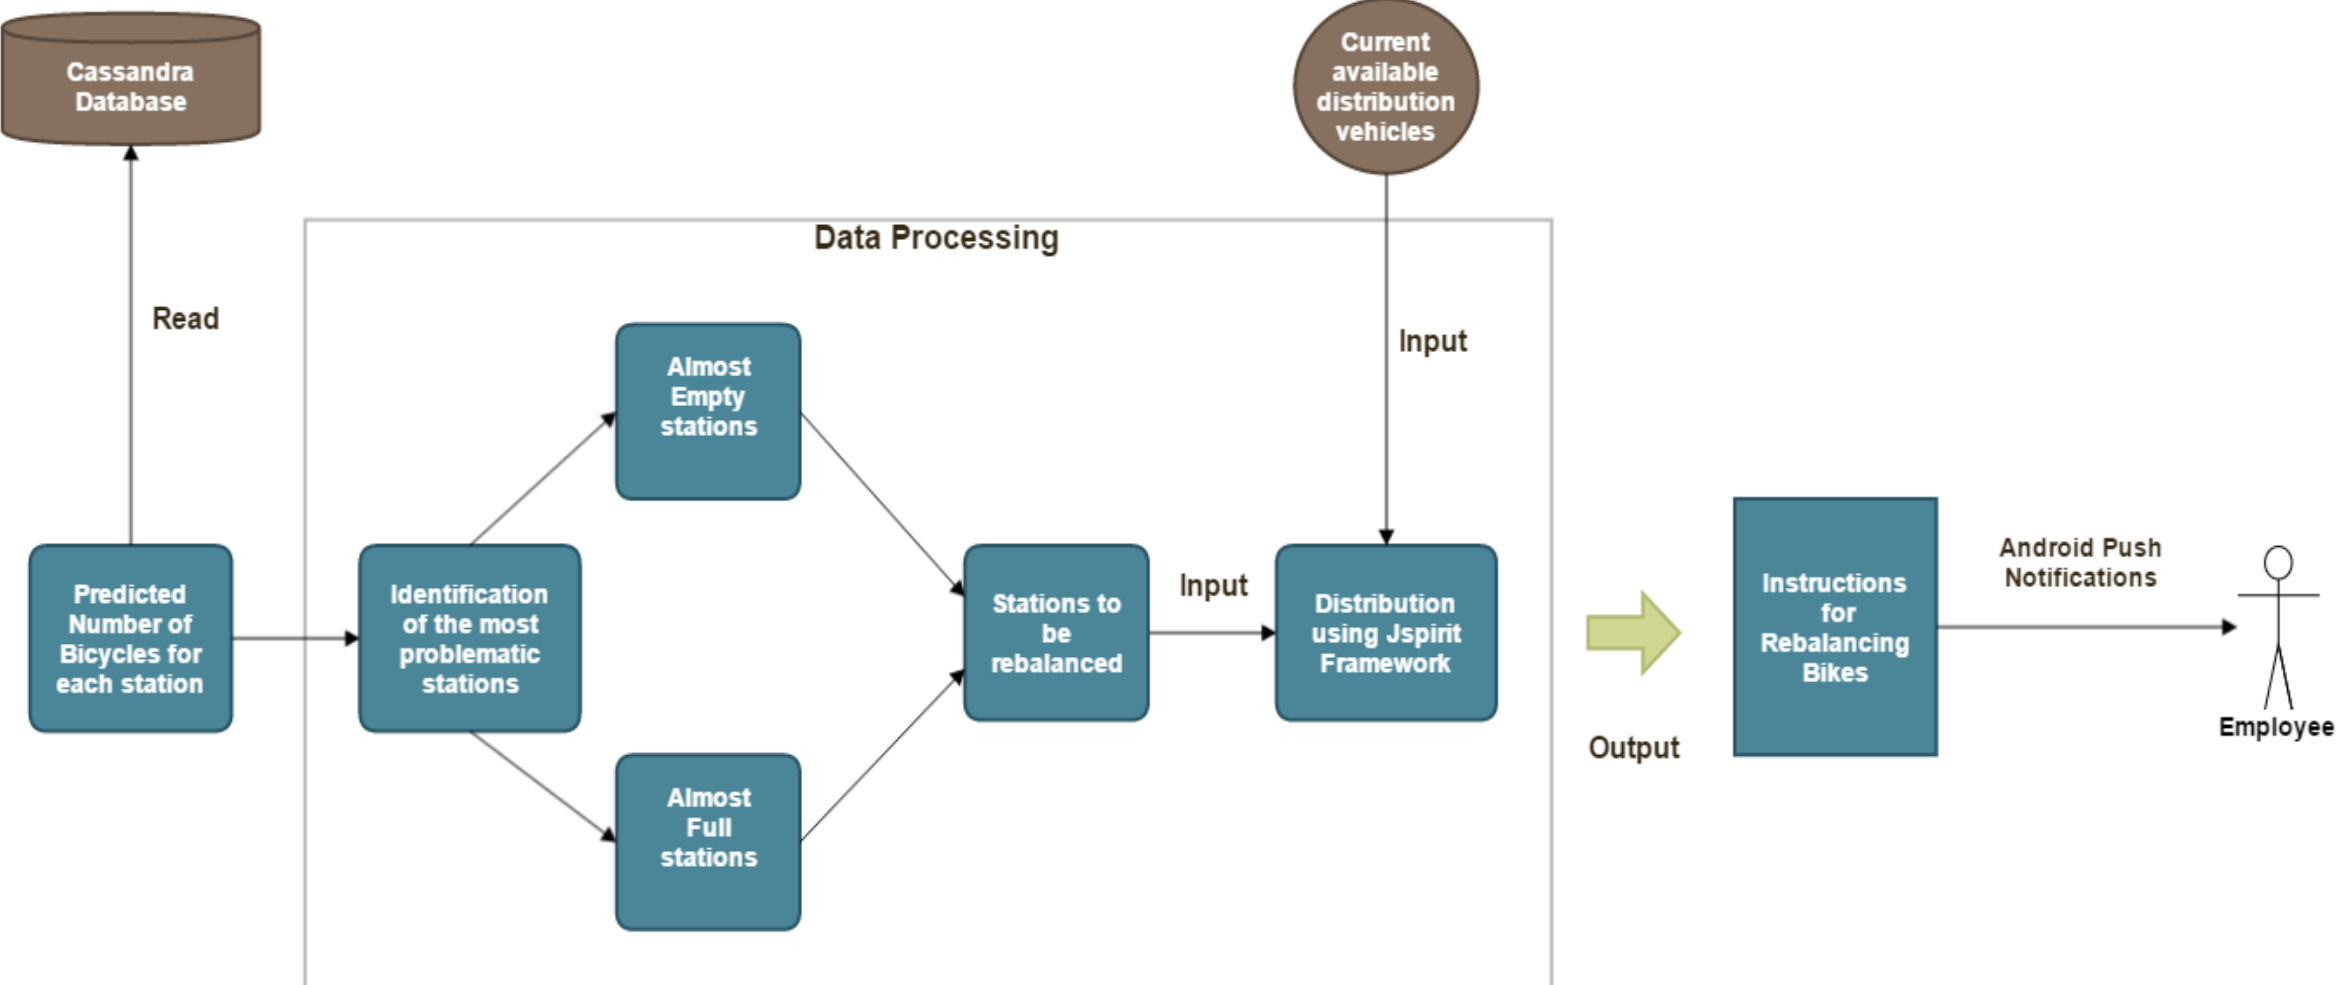 Cassandra
Database
Current
available
distribution
vehicles
Data Processing
Read
Input
Almost
Empty
stations
Predicted
Number of
Bicycles for
each station
Identification
of the most
problematic
stations
Stations to
be
rebalanced
Input
Distribution
using Jspirit
Framework
Output
Instructions
for
Rebalancing
Bikes
Android Push
Notifications
Employee
Almost
Full
stations